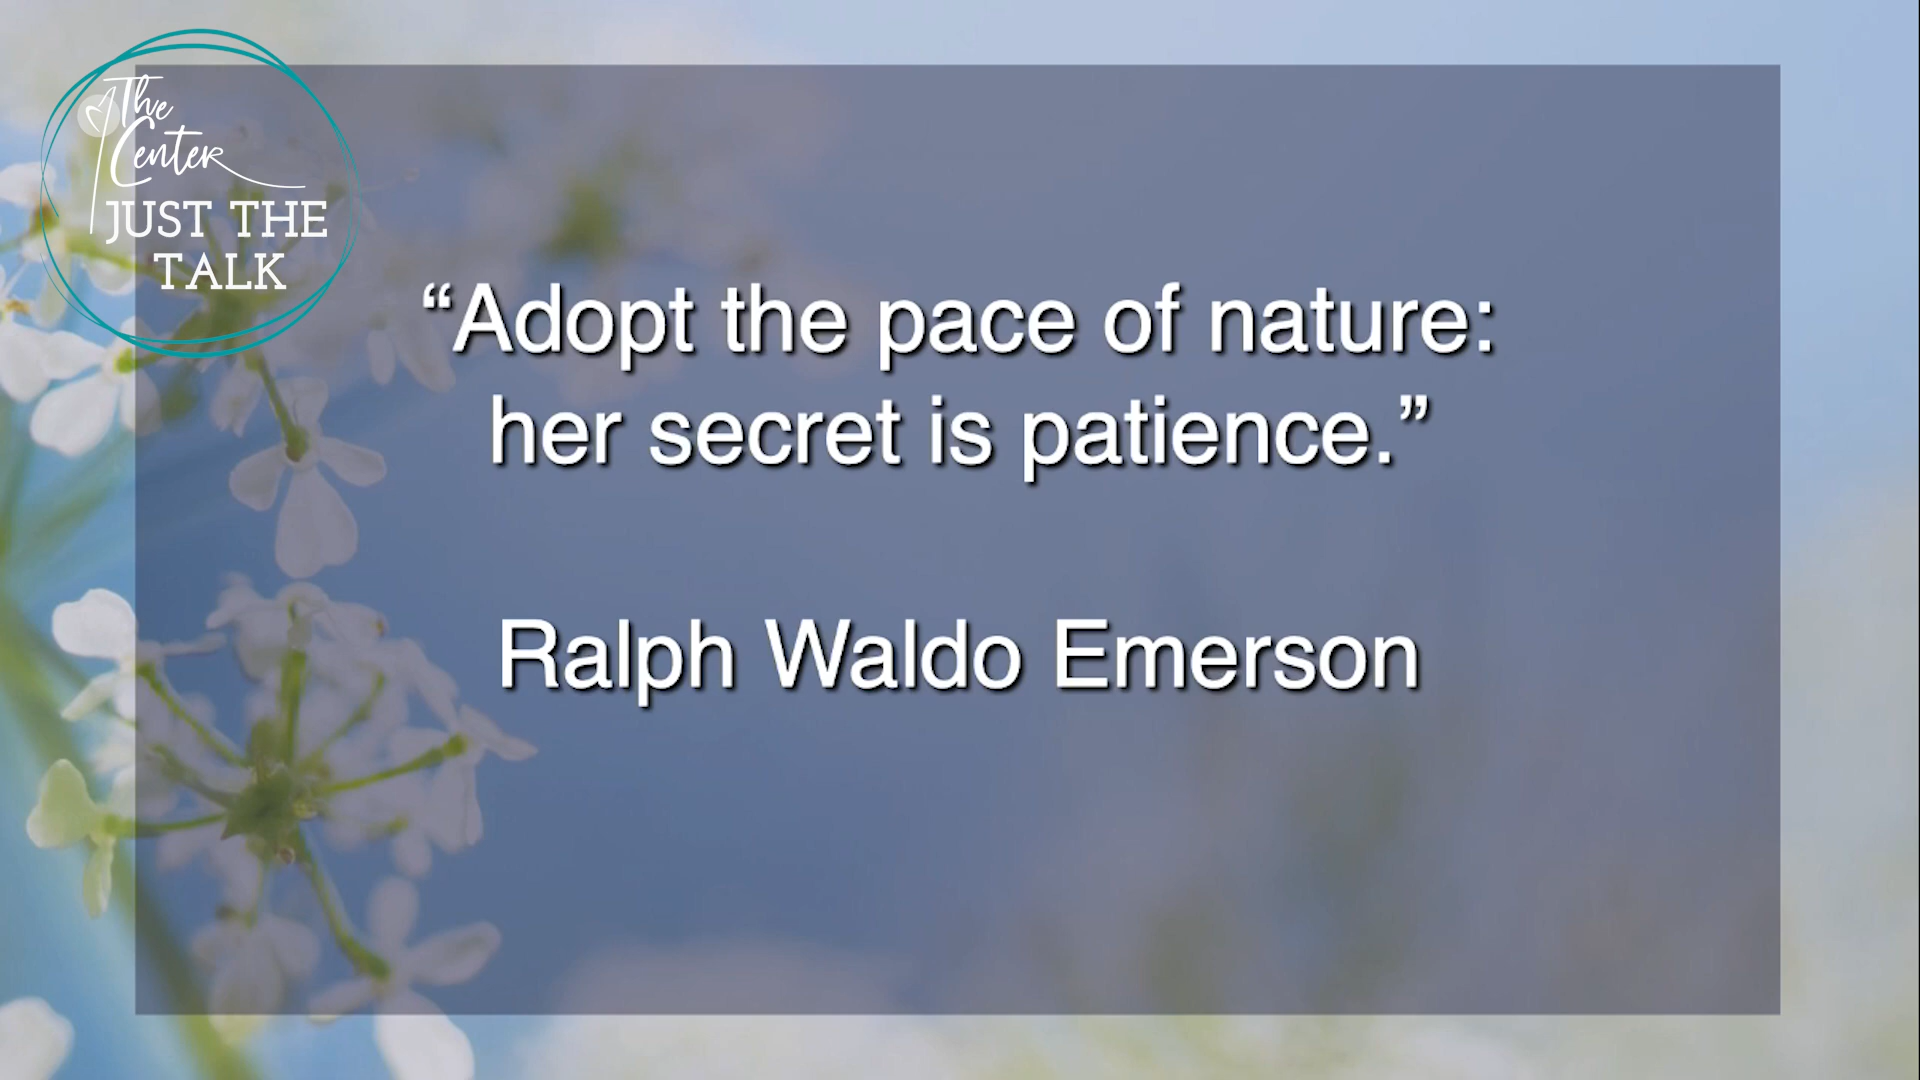 The
Center
JUST THE
TALK
“Adopt the pace of nature:
her secret is patience.”
Ralph Waldo Emerson